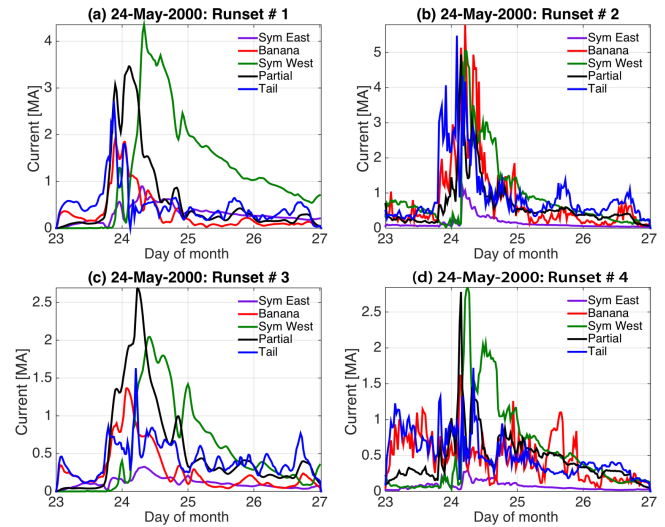 (a) 24-May-2000: Runset # 1
Current [MA]
4
3
2
1
0
23 24 25 26 27
Day of month
Sym East
Banana
Sym West
Partial
Tail
(b) 24-May-2000: Runset # 2
Current [MA]
5
4
3
2
1
0
23 24 25 26 27
Day of month
Sym East
Banana
Sym West
Partial
Tail
(c) 24-May-2000: Runset # 3
Current [MA]
2.5
2
1.5
1
0.5
0
23 24 25 26 27
Day of month
Sym East
Banana
Sym West
Partial
Tail
(d) 24-May-2000: Runset # 4
Current [MA]
2.5
2
1.5
1
0.5
0
23 24 25 26 27
Day of month
Sym East
Banana
Sym West
Partial
Tail